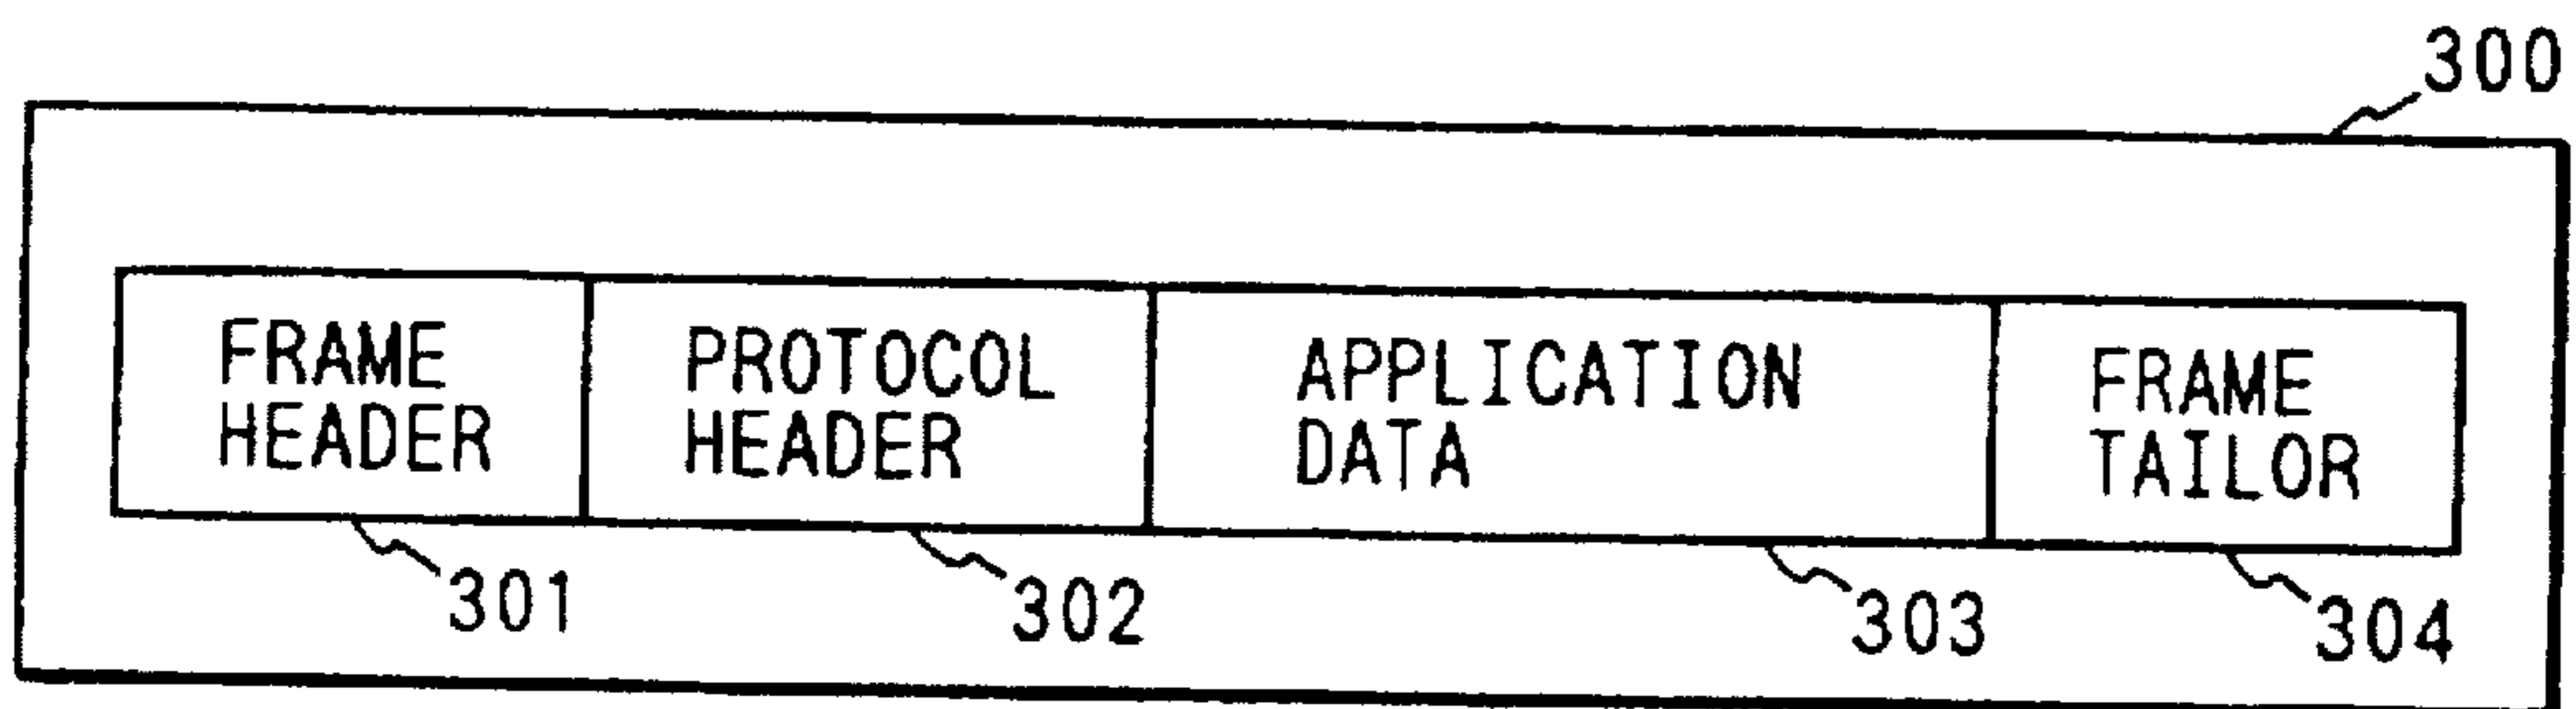 300
FRAME
HEADER
PROTOCOL
HEADER
APPLICATION
DATA
FRAME
TAILOR
301
302
303
304